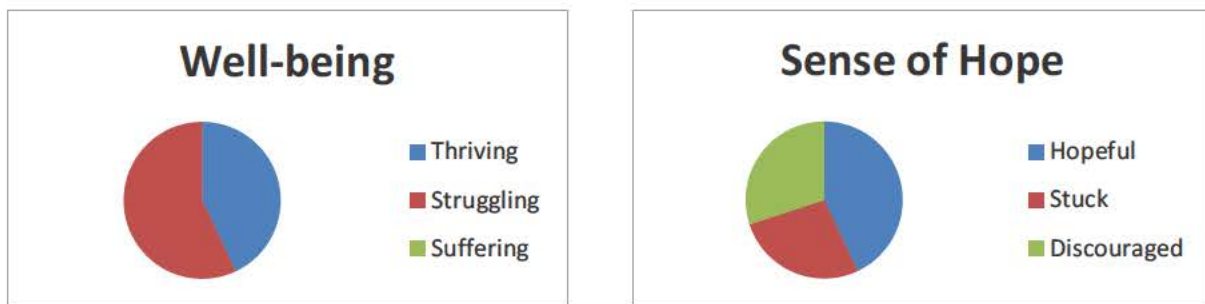 Well-being
Thriving
Struggling
Suffering
Sense of Hope
Hopeful
Stuck
Discouraged